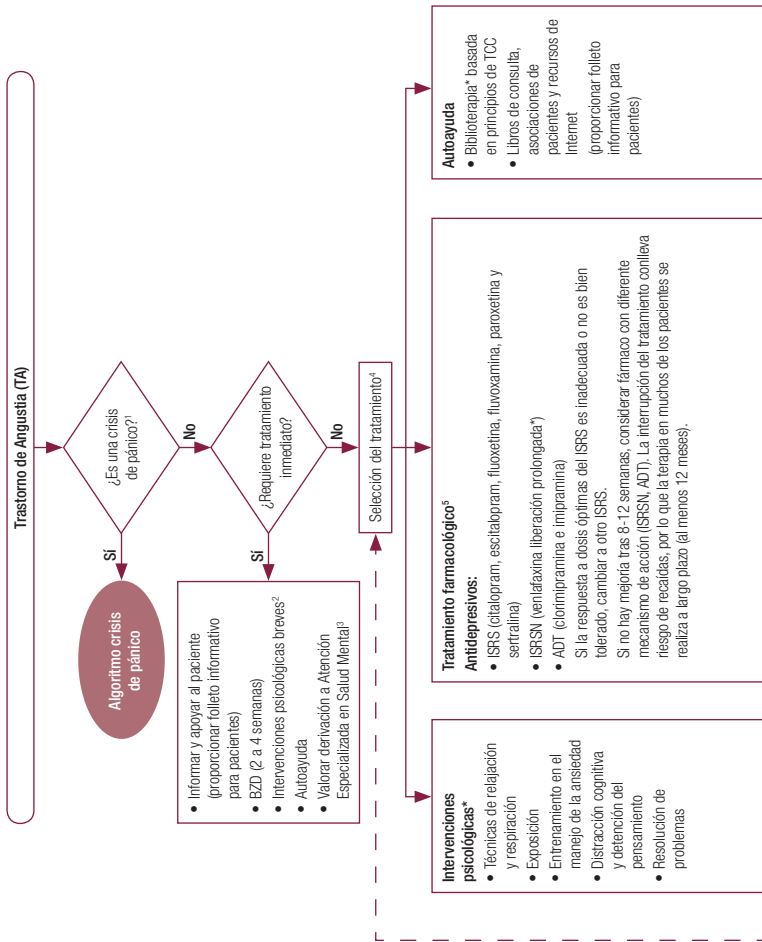 Trastorno de Angustia (TA)
¿Es una crisis
de pánico?¹
Sí
No
Algoritmo crisis
de pánico
¿Requiere tratamiento
inmediato?
Sí
No
• Informar y apoyar al paciente
(proporcionar folleto informativo
para pacientes)
• BZD (2 a 4 semanas)
• Intervenciones psicológicas breves²
• Autoayuda
• Valorar derivación a Atención
Especializada en Salud Mental³
Selección del tratamiento⁴
Intervenciones
psicológicas*
• Técnicas de relajación
y respiración
• Exposición
• Entrenamiento en el
manejo de la ansiedad
• Distracción cognitiva
y detención del
pensamiento
• Resolución de
problemas
Tratamiento farmacológico⁵
Antidepresivos:
• ISRS (citalopram, escitalopram, fluoxetina, fluvoxamina, paroxetina y
sertralina)
• ISRSN (venlafaxina liberación prolongada*)
• ADT (clorimipramina e imipramina)
Si la respuesta a dosis óptimas del ISRS es inadecuada o no es bien
tolerado, cambiar a otro ISRS.
Si no hay mejoría tras 8-12 semanas, considerar fármaco con diferente
mecanismo de acción (ISRSN, ADT). La interrupción del tratamiento conlleva
riesgo de recaídas, por lo que la terapia en muchos de los pacientes se
realiza a largo plazo (al menos 12 meses).
Autoayuda
• Biblioterapia* basada
en principios de TCC
• Libros de consulta,
asociaciones de
pacientes y recursos de
Internet
(proporcionar folleto
informativo para
pacientes)